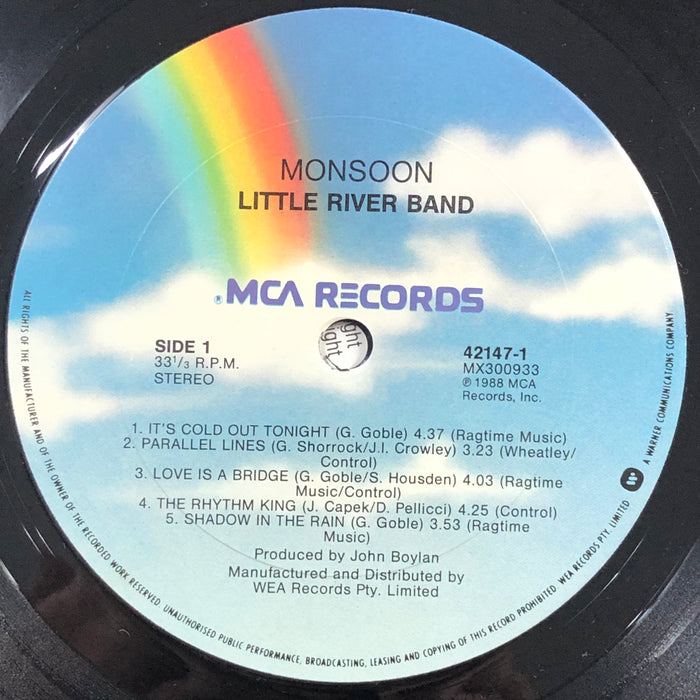 MONSOON
LITTLE RIVER BAND
® MCA RECORDS
SIDE 1
33 1/3 R.P.M.
STEREO
ght
ight
42147-1
MX300933
℗ 1988 MCA
Records, Inc.
1. IT'S COLD OUT TONIGHT (G. Goble) 4.37 (Ragtime Music)
2. PARALLEL LINES (G. Shorrock/J.I. Crowley) 3.23 (Wheatley/
Control)
3. LOVE IS A BRIDGE (G. Goble/S. Housden) 4.03 (Ragtime
Music/Control)
4. THE RHYTHM KING (J. Capek/D. Pellicci) 4.25 (Control)
5. SHADOW IN THE RAIN (G. Goble) 3.53 (Ragtime
Music)
Produced by John Boylan
Manufactured and Distributed by
WEA Records Pty. Limited
ALL RIGHTS OF THE MANUFACTURER AND OF THE OWNER OF THE RECORDED WORK RESERVED. UNAUTHORISED PUBLIC PERFORMANCE, BROADCASTING, LEASING AND COPYING OF THIS RECORD PROHIBITED. WEA RECORDS PTY. LIMITED
A WARNER COMMUNICATIONS COMPANY.